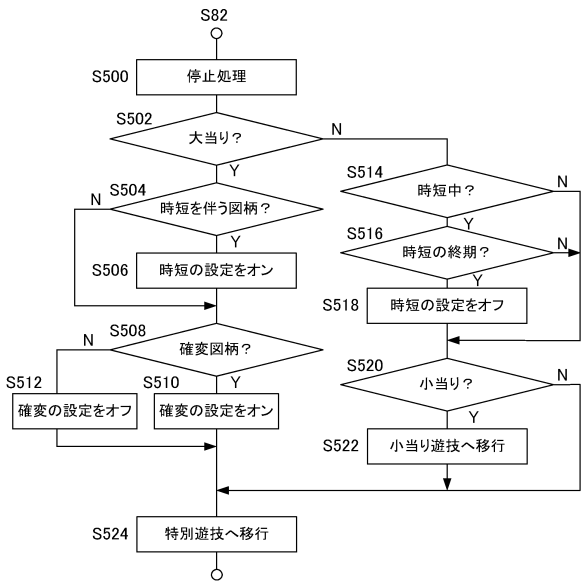 S82
S500
停止処理
S502
大当り?
N
Y
S504
N
時短を伴う図柄?
Y
S506
時短の設定をオン
S508
N
確変図柄?
Y
S512
確変の設定をオフ
S510
確変の設定をオン
S514
時短中?
N
Y
S516
時短の終期?
N
Y
S518
時短の設定をオフ
S520
小当り?
N
Y
S522
小当り遊技へ移行
S524
特別遊技へ移行